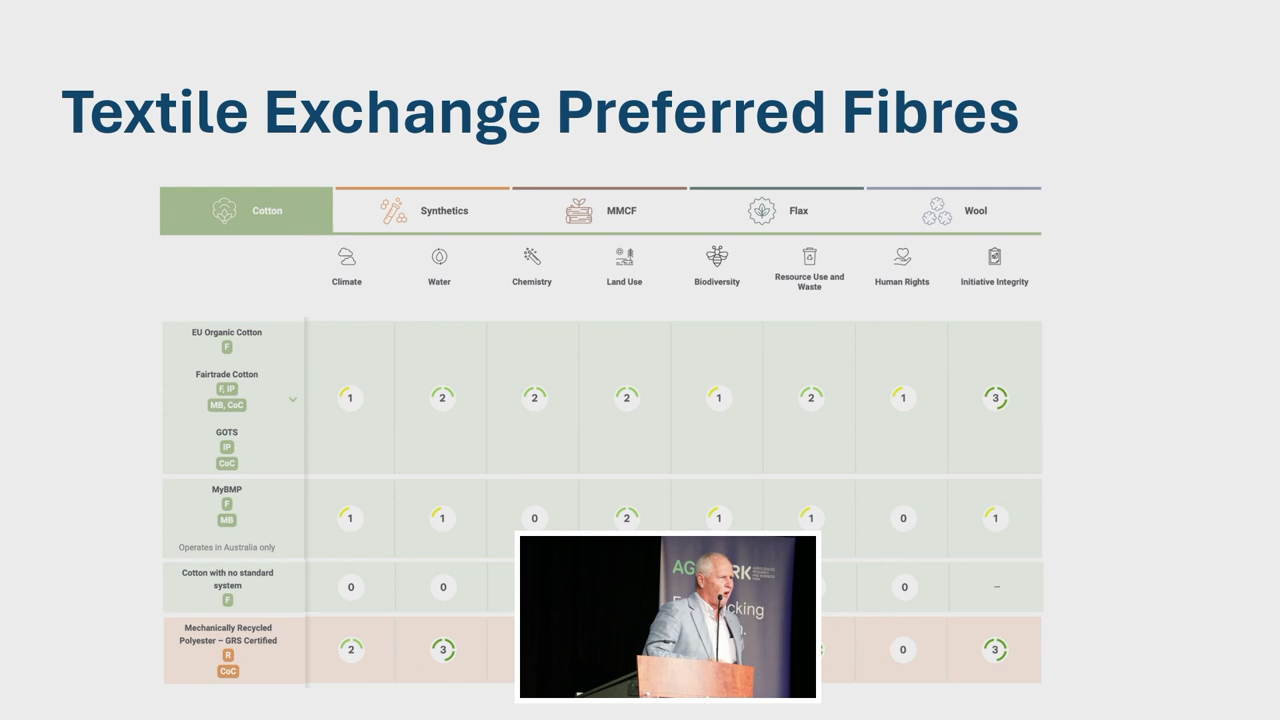 Textile Exchange Preferred Fibres
Cotton
Synthetics
MMCF
Flax
Wool
Climate
Water
Chemistry
Land Use
Biodiversity
Resource Use and
Waste
Human Rights
Initiative Integrity
EU Organic Cotton
F
Fairtrade Cotton
F, IP
MB, CoC
GOTS
IP
CoC
1
2
2
2
1
2
1
3
MyBMP
F
MB
Operates in Australia only
1
1
0
2
1
1
0
1
Cotton with no standard
system
F
0
0
0
–
Mechanically Recycled
Polyester – GRS Certified
R
CoC
2
3
0
3